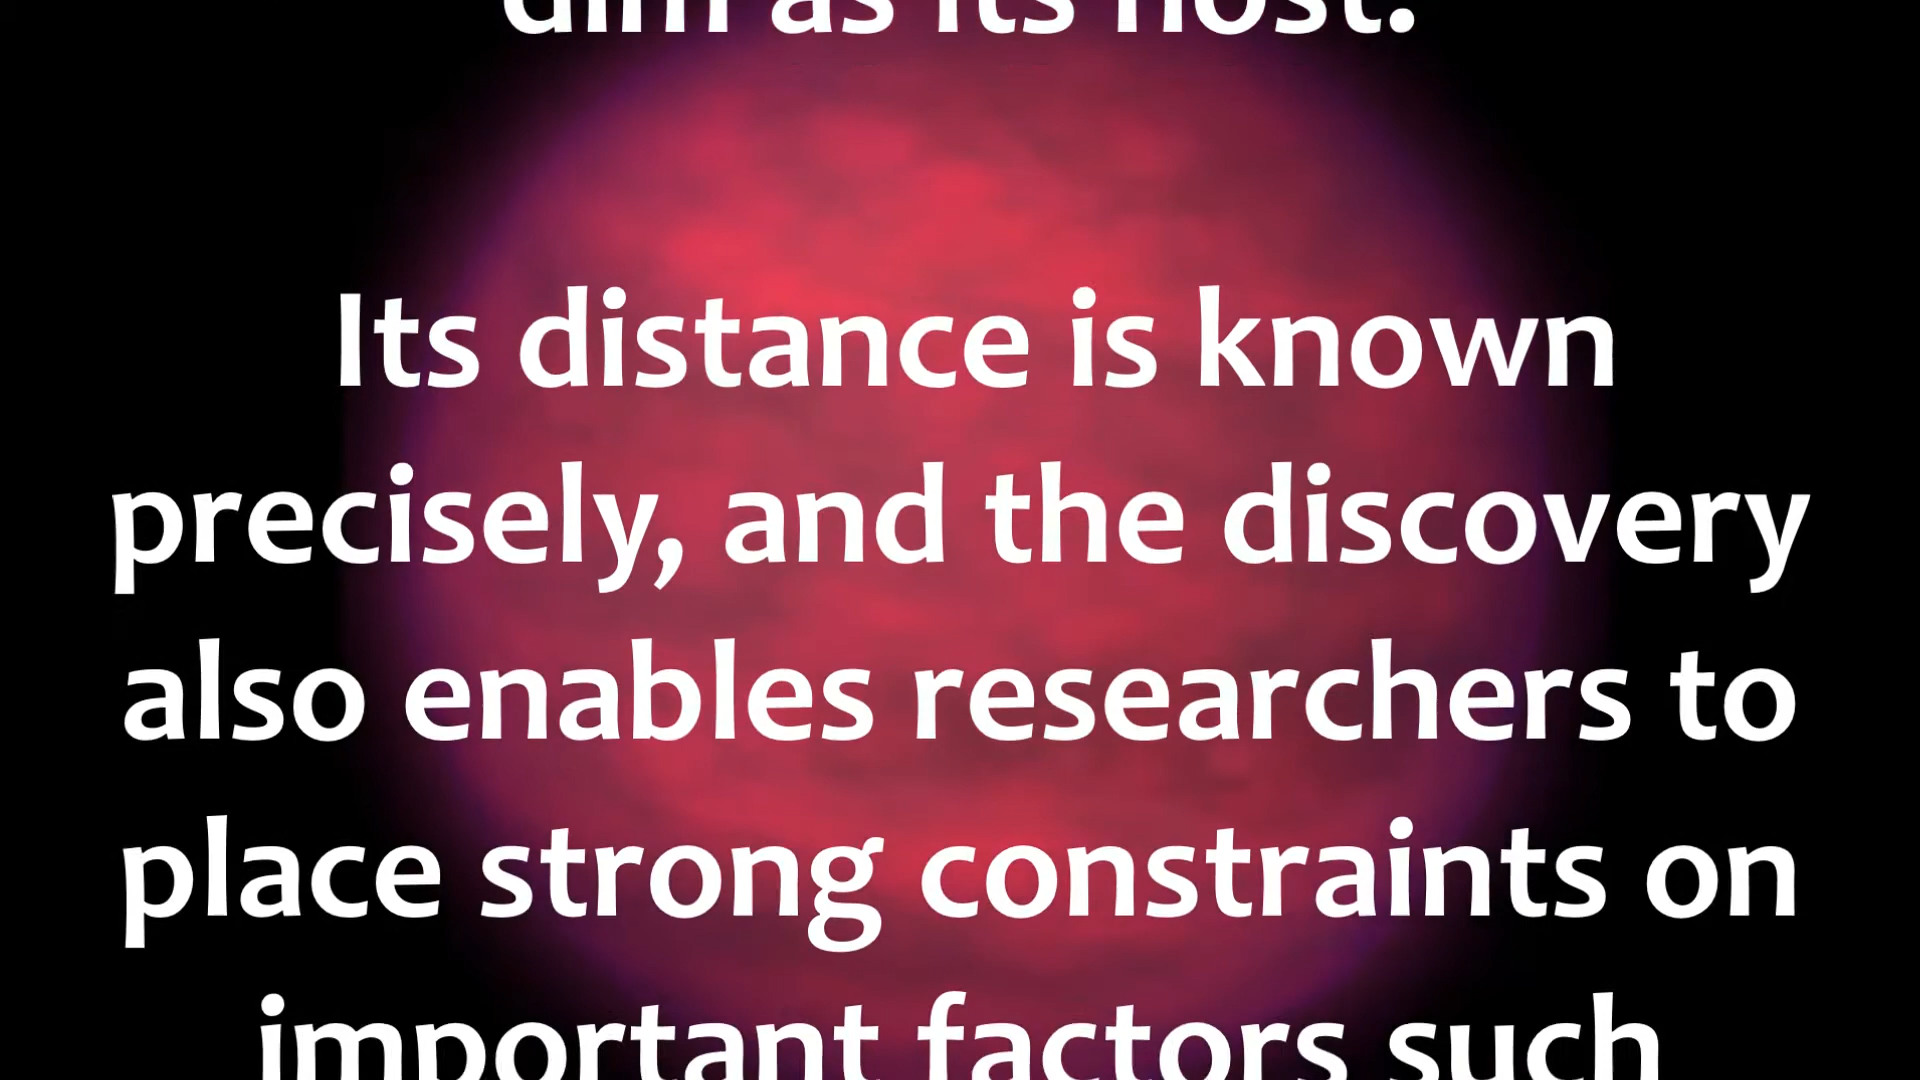 dim as its host.
Its distance is known
precisely, and the discovery
also enables researchers to
place strong constraints on
important factors such